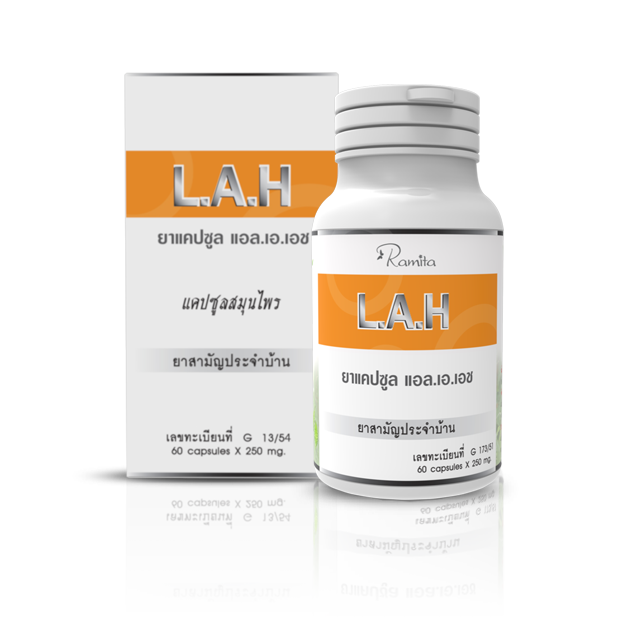 L.A.H
ยาแคปซูล แอล.เอ.เอช
แคปซูลสมุนไพร
ยาสามัญประจำบ้าน
เลขทะเบียนที่ G 13/54
60 capsules X 250 mg.
Ramita
L.A.H
ยาแคปซูล แอล.เอ.เอช
ยาสามัญประจำบ้าน
เลขทะเบียนที่ G 173/51
60 capsules X 250 mg.